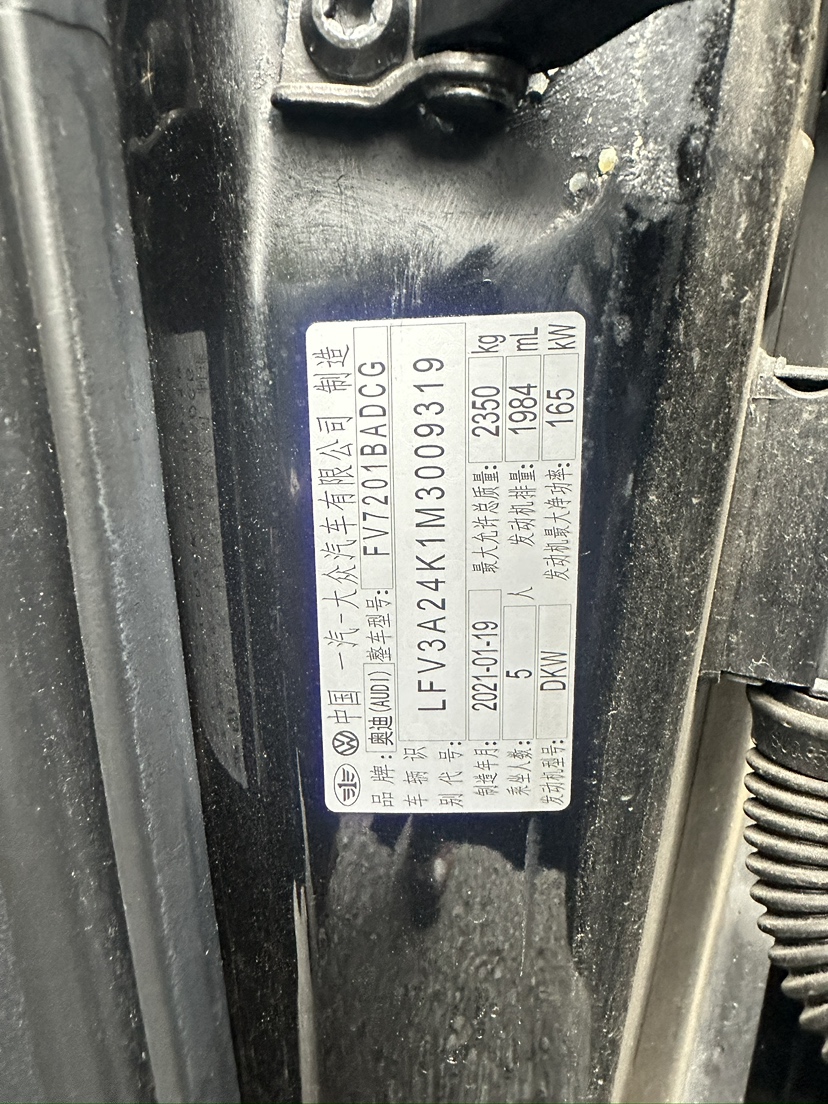 中国 一汽-大众汽车有限公司 制造
品牌: 奥迪(AUDI) 整车型号: FV7201BADCG
车辆识别代号: LFV3A24K1M3009319
制造年月: 2021-01-19 最大允许总质量: 2350 kg
乘坐人数: 5 人 发动机排量: 1984 mL
发动机型号: DKW 发动机最大净功率: 165 kW